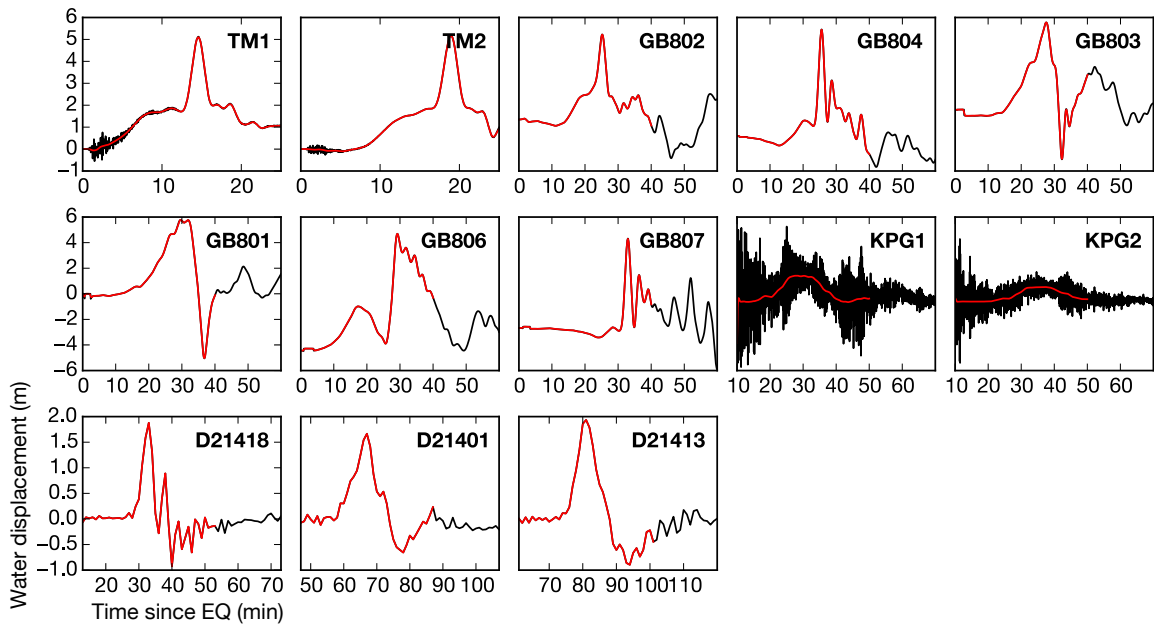 6 TM1 TM2 GB802 GB804 GB803
5
4
3
2
1
0
−1
0 10 20 0 10 20 0 10 20 30 40 50 0 10 20 30 40 50 0 10 20 30 40 50
6 GB801 GB806 GB807 KPG1 KPG2
4
2
0
−2
−4
−6
0 10 20 30 40 50 0 10 20 30 40 50 0 10 20 30 40 50 10 20 30 40 50 60 10 20 30 40 50 60
2.0 D21418 D21401 D21413
1.5
1.0
0.5
0.0
−0.5
−1.0
20 30 40 50 60 70 50 60 70 80 90 100 70 80 90 100 110
Water displacement (m)
Time since EQ (min)